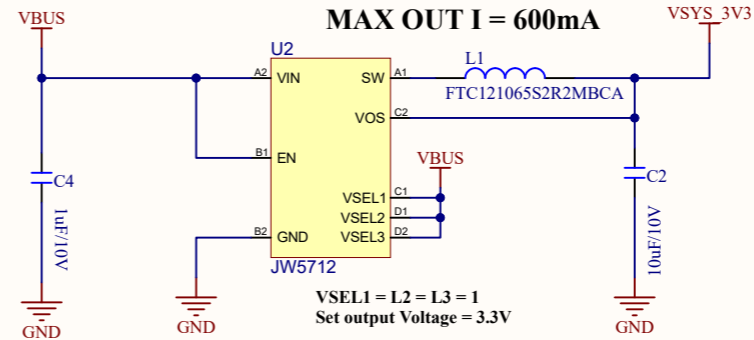 MAX OUT I = 600mA
VBUS
VSYS_3V3
U2
L1
A2
VIN
SW
A1
FTC121065S2R2MBCA
VOS
C2
B1
EN
VBUS
C4
C2
VSEL1
C1
VSEL2
D1
1uF/10V
B2
GND
VSEL3
D2
10uF/10V
JW5712
VSEL1 = L2 = L3 = 1
Set output Voltage = 3.3V
GND
GND
GND